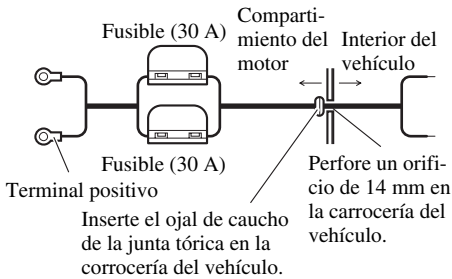 Fusible (30 A)
Comparti-
miento del
motor
Interior del
vehículo
Fusible (30 A)
Terminal positivo
Inserte el ojal de caucho
de la junta tórica en la
corrocería del vehículo.
Perfore un orifi-
cio de 14 mm en
la carrocería del
vehículo.